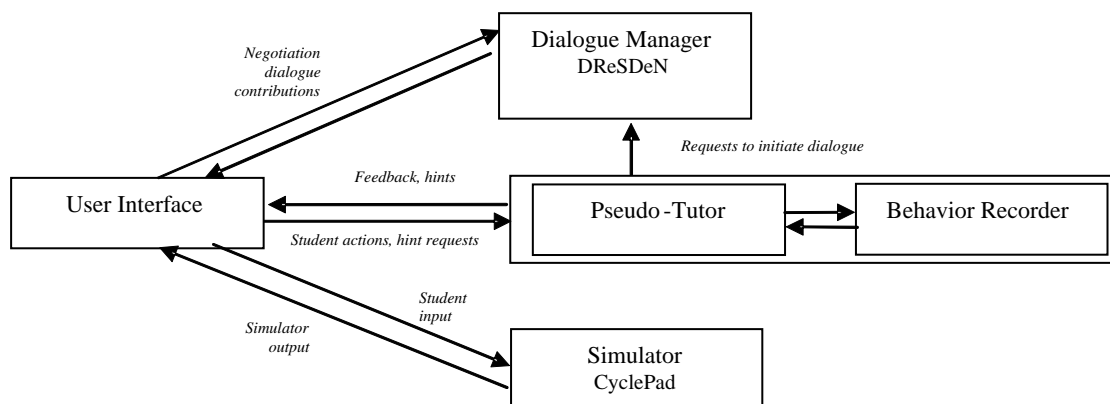 Dialogue Manager
DReSDeN
Negotiation
dialogue
contributions
Requests to initiate dialogue
Feedback, hints
User Interface
Pseudo-Tutor
Behavior Recorder
Student actions, hint requests
Student
input
Simulator
output
Simulator
CyclePad